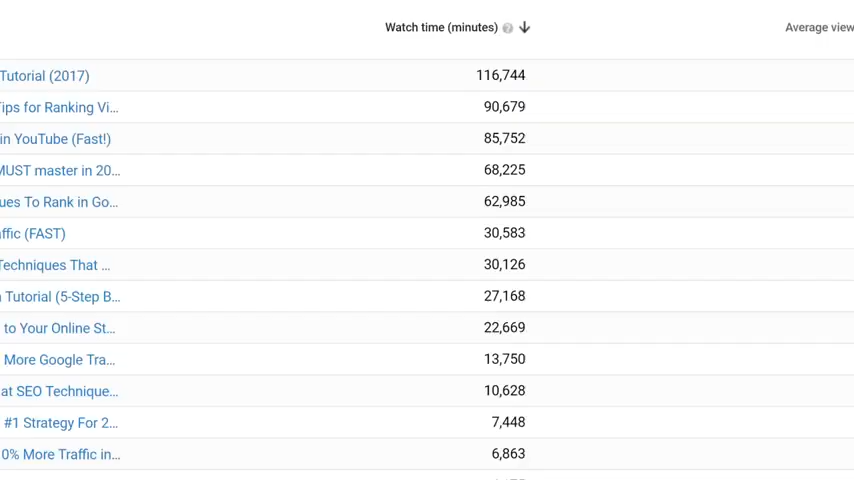 Watch time (minutes) ? Average view
Tutorial (2017) 116,744
Tips for Ranking Vi... 90,679
in YouTube (Fast!) 85,752
MUST master in 20... 68,225
ues To Rank in Go... 62,985
affic (FAST) 30,583
Techniques That ... 30,126
Tutorial (5-Step B... 27,168
to Your Online St... 22,669
More Google Tra... 13,750
at SEO Technique... 10,628
#1 Strategy For 2... 7,448
0% More Traffic in... 6,863